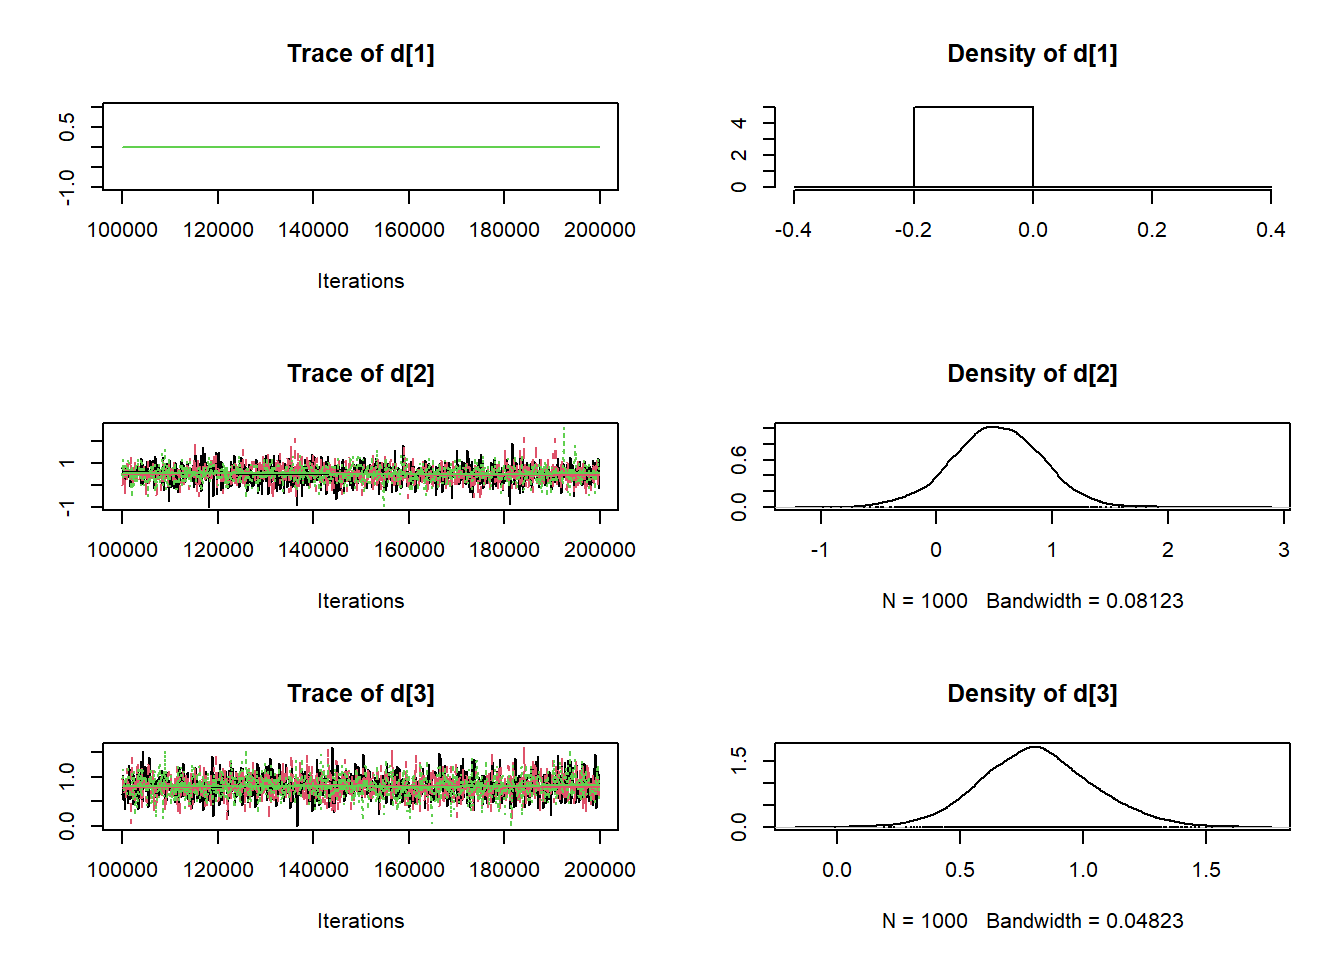 Trace of d[1]
-1.0 0.5
100000 120000 140000 160000 180000 200000
Iterations
Density of d[1]
0 2 4
-0.4 -0.2 0.0 0.2 0.4
Trace of d[2]
-1 1
100000 120000 140000 160000 180000 200000
Iterations
Density of d[2]
0.0 0.6
-1 0 1 2 3
N = 1000 Bandwidth = 0.08123
Trace of d[3]
0.0 1.0
100000 120000 140000 160000 180000 200000
Iterations
Density of d[3]
0.0 1.5
0.0 0.5 1.0 1.5
N = 1000 Bandwidth = 0.04823